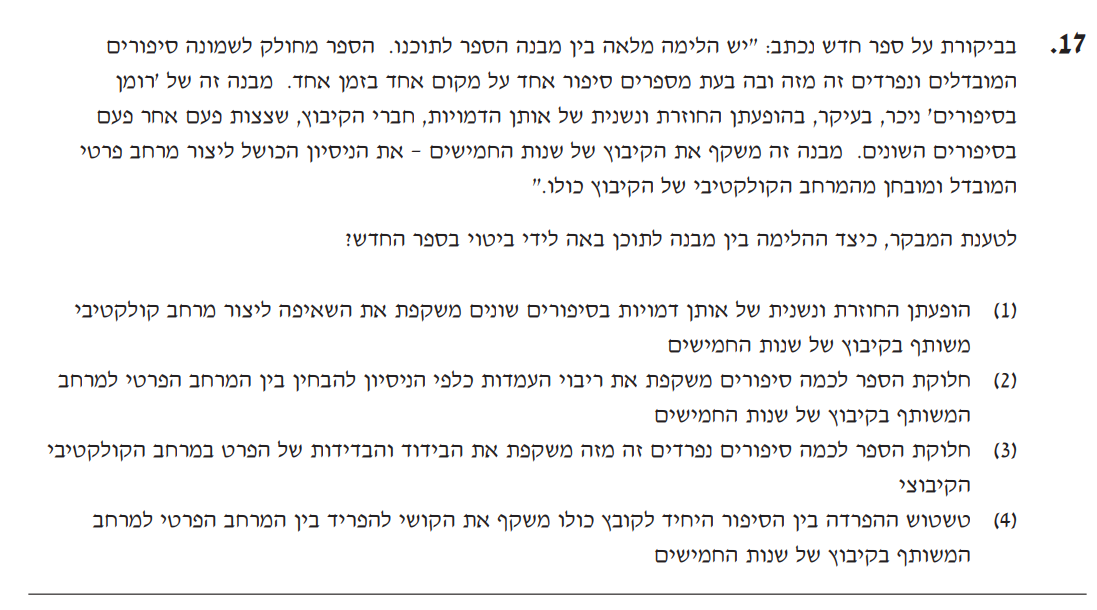 17. בביקורת על ספר חדש נכתב: "יש הלימה מלאה בין מבנה הספר לתוכנו. הספר מחולק לשמונה סיפורים
המובדלים ונפרדים זה מזה ובה בעת מספרים סיפור אחד על מקום אחד בזמן אחד. מבנה זה של 'רומן
בסיפורים' ניכר, בעיקר, בהופעתן החוזרת ונשנית של אותן הדמויות, חברי הקיבוץ, שצצות פעם אחר פעם
בסיפורים השונים. מבנה זה משקף את הקיבוץ של שנות החמישים – את הניסיון הכושל ליצור מרחב פרטי
המובדל ומובחן מהמרחב הקולקטיבי של הקיבוץ כולו."
לטענת המבקר, כיצד ההלימה בין מבנה לתוכן באה לידי ביטוי בספר החדש?
(1) הופעתן החוזרת ונשנית של אותן דמויות בסיפורים שונים משקפת את השאיפה ליצור מרחב קולקטיבי
משותף בקיבוץ של שנות החמישים
(2) חלוקת הספר לכמה סיפורים משקפת את ריבוי העמדות כלפי הניסיון להבחין בין המרחב הפרטי למרחב
המשותף בקיבוץ של שנות החמישים
(3) חלוקת הספר לכמה סיפורים נפרדים זה מזה משקפת את הבידוד והבדידות של הפרט במרחב הקולקטיבי
הקיבוצי
(4) טשטוש ההפרדה בין הסיפור היחיד לקובץ כולו משקף את הקושי להפריד בין המרחב הפרטי למרחב
המשותף בקיבוץ של שנות החמישים